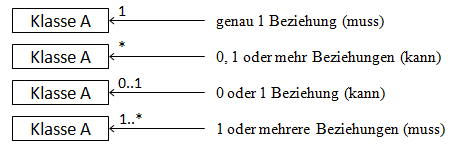 Klasse A 1 genau 1 Beziehung (muss)
Klasse A * 0, 1 oder mehr Beziehungen (kann)
Klasse A 0..1 0 oder 1 Beziehung (kann)
Klasse A 1..* 1 oder mehrere Beziehungen (muss)